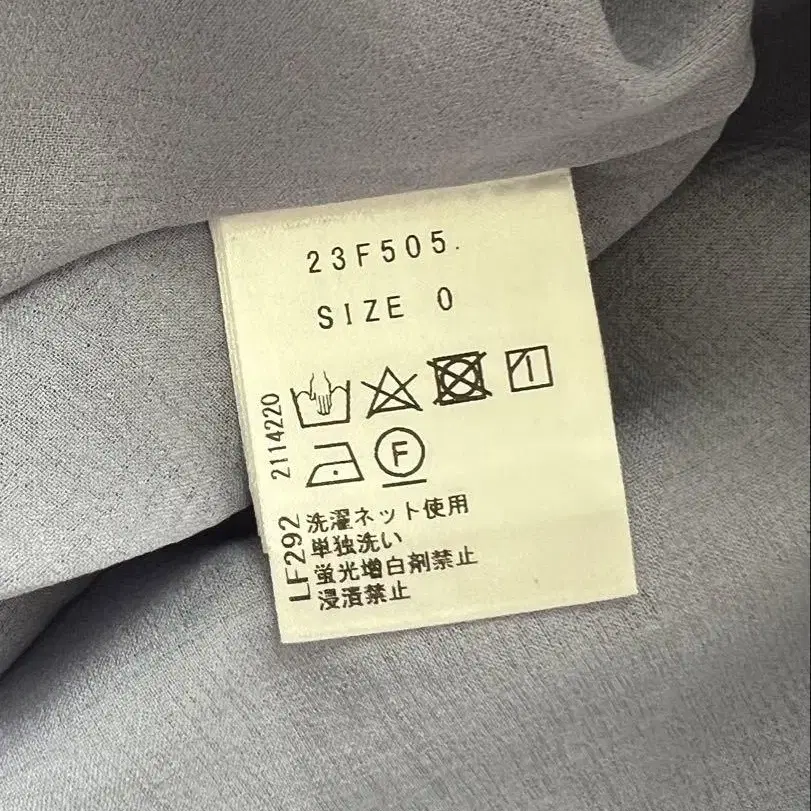 23F505.
SIZE 0
2114220
F
LF292
洗濯ネット使用
単独洗い
蛍光増白剤禁止
浸漬禁止